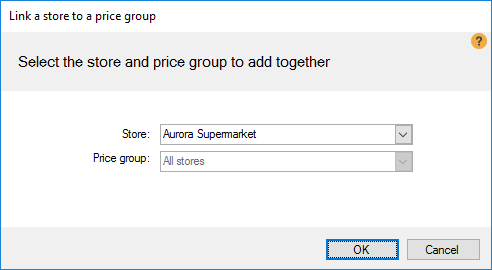 Link a store to a price group
?
Select the store and price group to add together
Store: Aurora Supermarket
Price group: All stores
OK Cancel